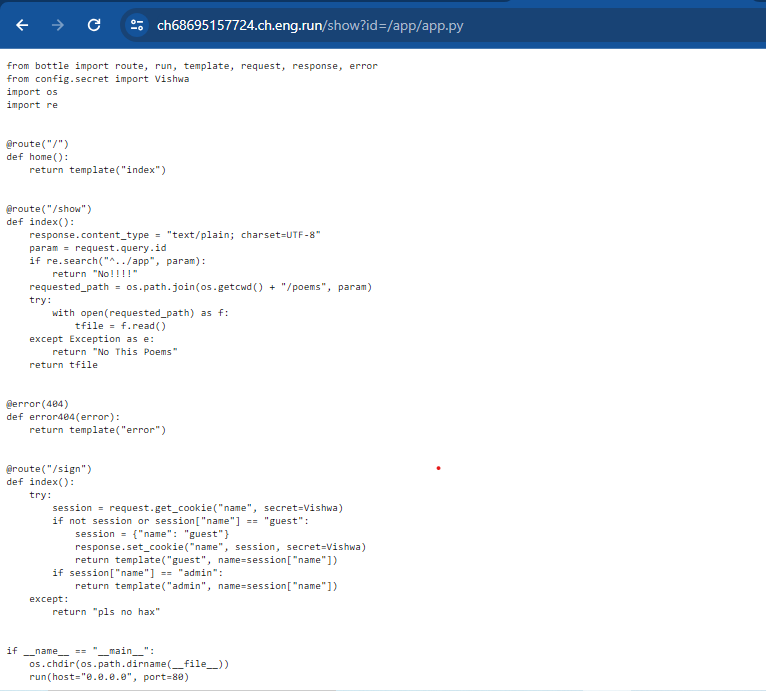 ch68695157724.ch.eng.run/show?id=/app/app.py
from bottle import route, run, template, request, response, error
from config.secret import Vishwa
import os
import re
@route("/")
def home():
    return template("index")
@route("/show")
def index():
    response.content_type = "text/plain; charset=UTF-8"
    param = request.query.id
    if re.search("^../app", param):
        return "No!!!!"
    requested_path = os.path.join(os.getcwd() + "/poems", param)
    try:
        with open(requested_path) as f:
            tfile = f.read()
    except Exception as e:
        return "No This Poems"
    return tfile
@error(404)
def error404(error):
    return template("error")
@route("/sign")
def index():
    try:
        session = request.get_cookie("name", secret=Vishwa)
        if not session or session["name"] == "guest":
            session = {"name": "guest"}
            response.set_cookie("name", session, secret=Vishwa)
            return template("guest", name=session["name"])
        if session["name"] == "admin":
            return template("admin", name=session["name"])
    except:
        return "pls no hax"
if __name__ == "__main__":
    os.chdir(os.path.dirname(__file__))
    run(host="0.0.0.0", port=80)